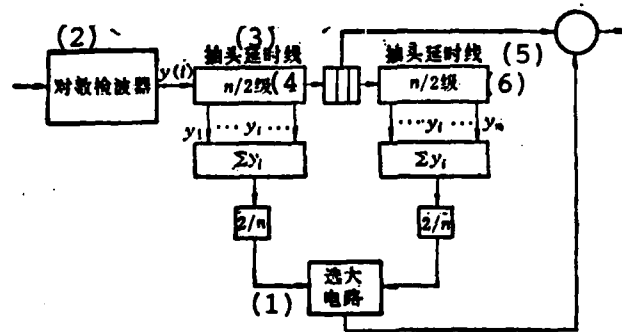 (2)
(3)
抽头延时线
抽头延时线
(5)
对数检波器
y(i)
n/2级
(4
n/2级
(6)
y₁ ··· yᵢ ···
··· yᵢ ··· yₙ
Σyᵢ
Σyᵢ
2/n
2/n
(1)
选大
电路